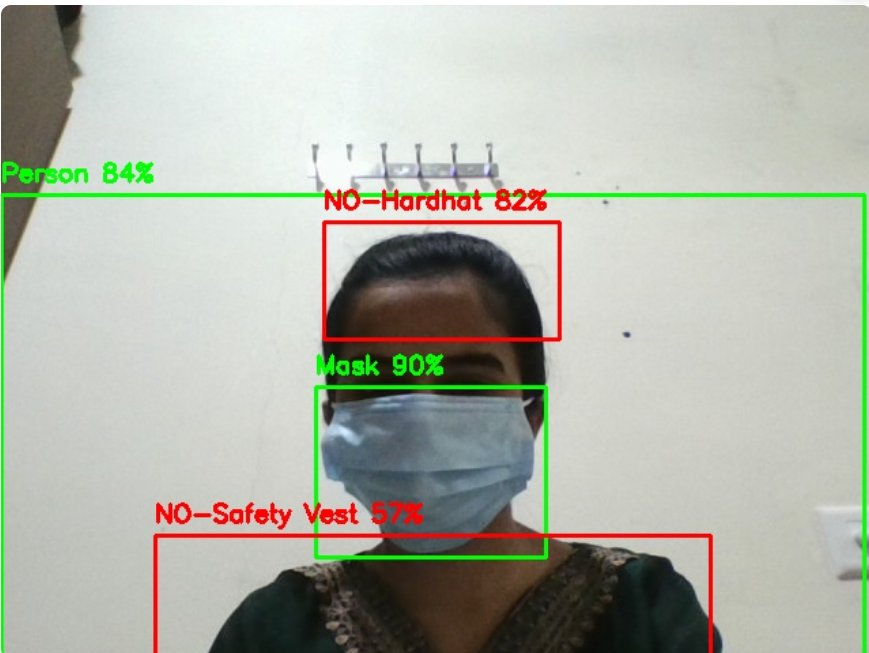 Person 84%
NO-Hardhat 82%
Mask 90%
NO-Safety Vest 57%